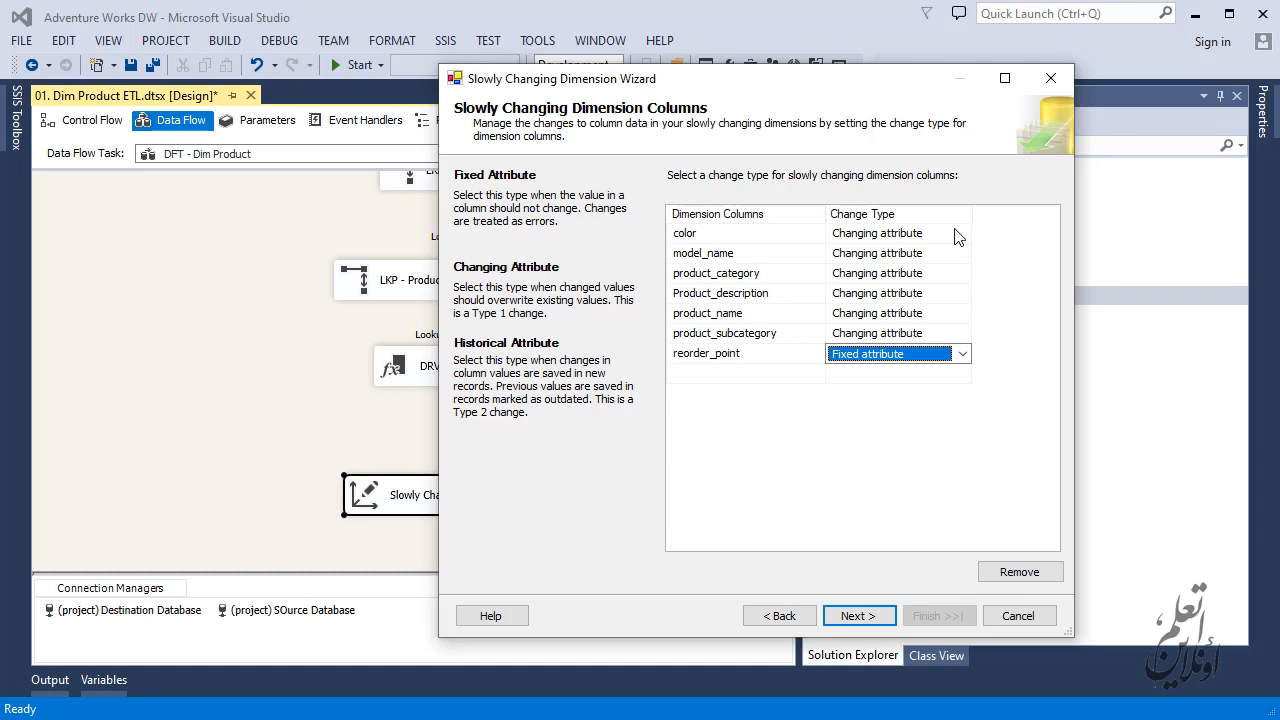 Adventure Works DW - Microsoft Visual Studio
Quick Launch (Ctrl+Q)
FILE EDIT VIEW PROJECT BUILD DEBUG TEAM FORMAT SSIS TEST TOOLS WINDOW HELP
Sign in
Start
SSIS Toolbox
01. Dim Product ETL.dtsx [Design]*
Control Flow
Data Flow
Parameters
Event Handlers
Data Flow Task:
DFT - Dim Product
LKP - Produc
Looku
DRV
Slowly Cha
Connection Managers
(project) Destination Database
(project) SOurce Database
Slowly Changing Dimension Wizard
Slowly Changing Dimension Columns
Manage the changes to column data in your slowly changing dimensions by setting the change type for
dimension columns.
Fixed Attribute
Select this type when the value in a
column should not change. Changes
are treated as errors.
Changing Attribute
Select this type when changed values
should overwrite existing values. This is
a Type 1 change.
Historical Attribute
Select this type when changes in
column values are saved in new
records. Previous values are saved in
records marked as outdated. This is a
Type 2 change.
Select a change type for slowly changing dimension columns:
Dimension Columns Change Type
color Changing attribute
model_name Changing attribute
product_category Changing attribute
Product_description Changing attribute
product_name Changing attribute
product_subcategory Changing attribute
reorder_point Fixed attribute
Remove
Help
< Back
Next >
Finish >>|
Cancel
Properties
Solution Explorer
Class View
Output
Variables
Ready
أتعلم
أونلاين